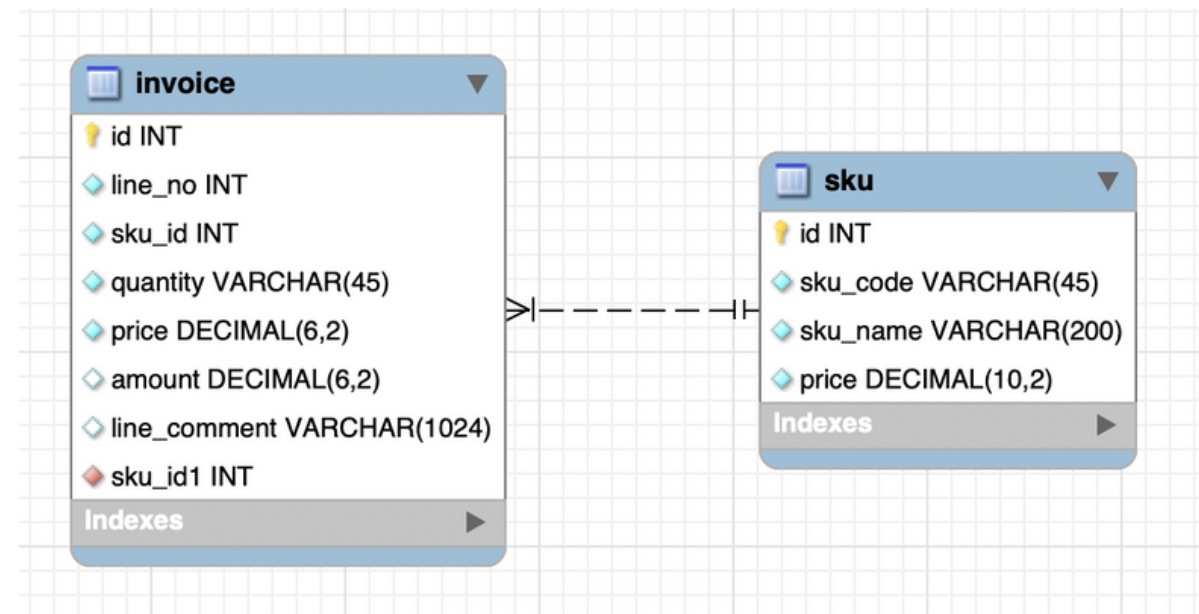 invoice
id INT
line_no INT
sku_id INT
quantity VARCHAR(45)
price DECIMAL(6,2)
amount DECIMAL(6,2)
line_comment VARCHAR(1024)
sku_id1 INT
Indexes
sku
id INT
sku_code VARCHAR(45)
sku_name VARCHAR(200)
price DECIMAL(10,2)
Indexes